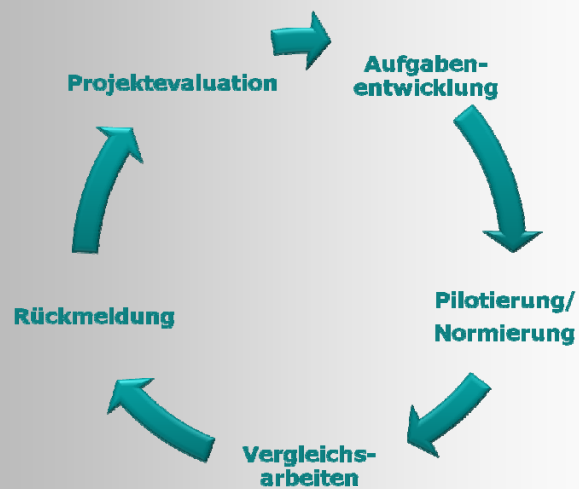 Projektevaluation
Aufgaben-
entwicklung
Pilotierung/
Normierung
Vergleichs-
arbeiten
Rückmeldung